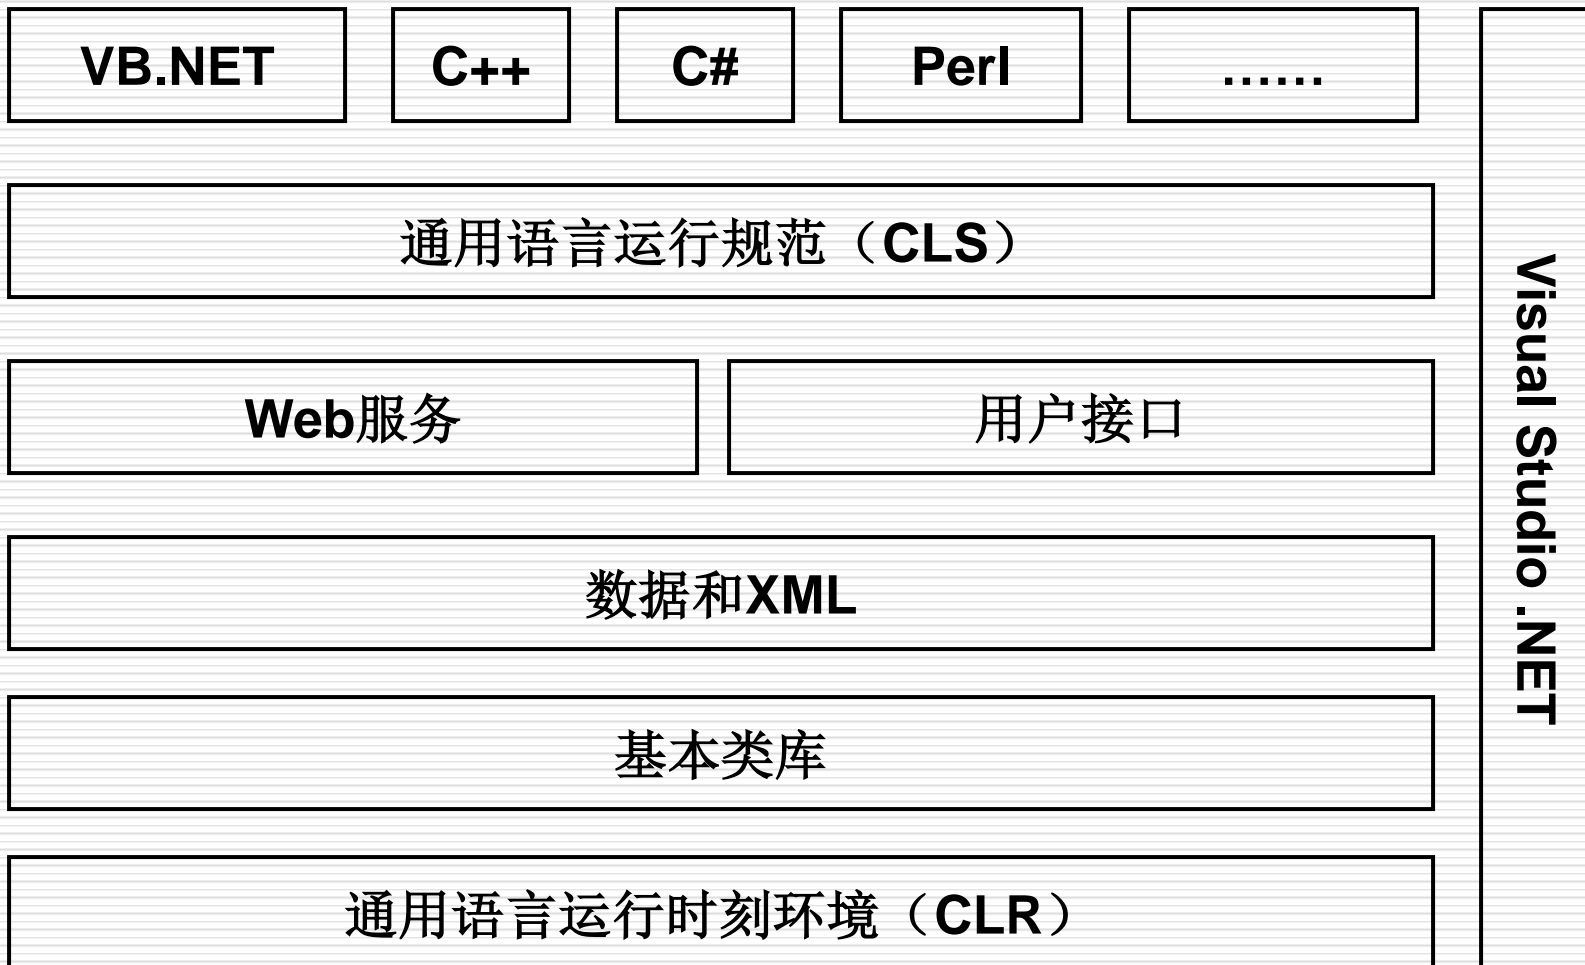 VB.NET
C++
C#
Perl
……
通用语言运行规范（CLS）
Web服务
用户接口
数据和XML
基本类库
通用语言运行时刻环境（CLR）
Visual Studio .NET